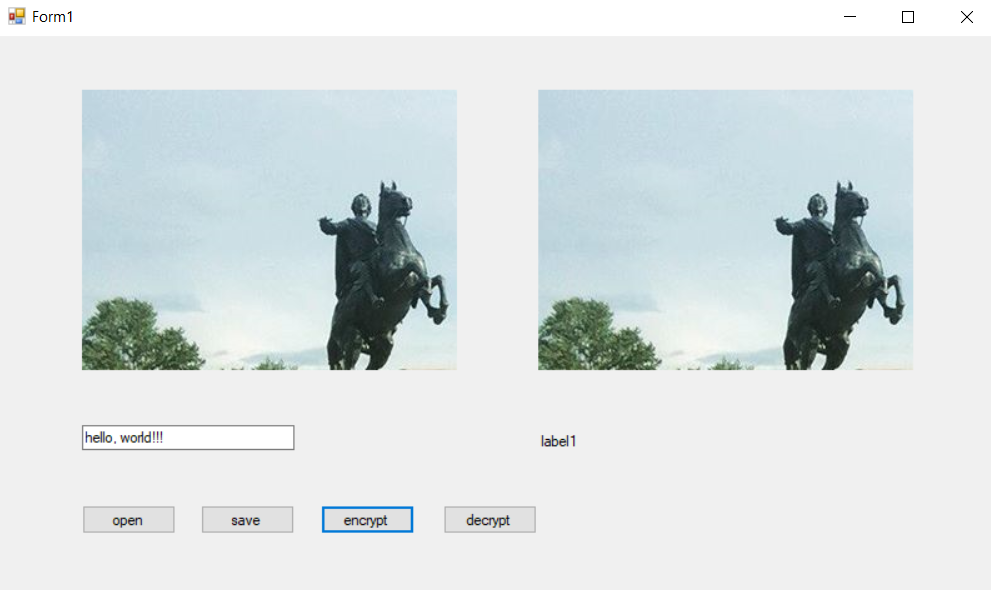 Form1
hello, world!!!
label1
open
save
encrypt
decrypt